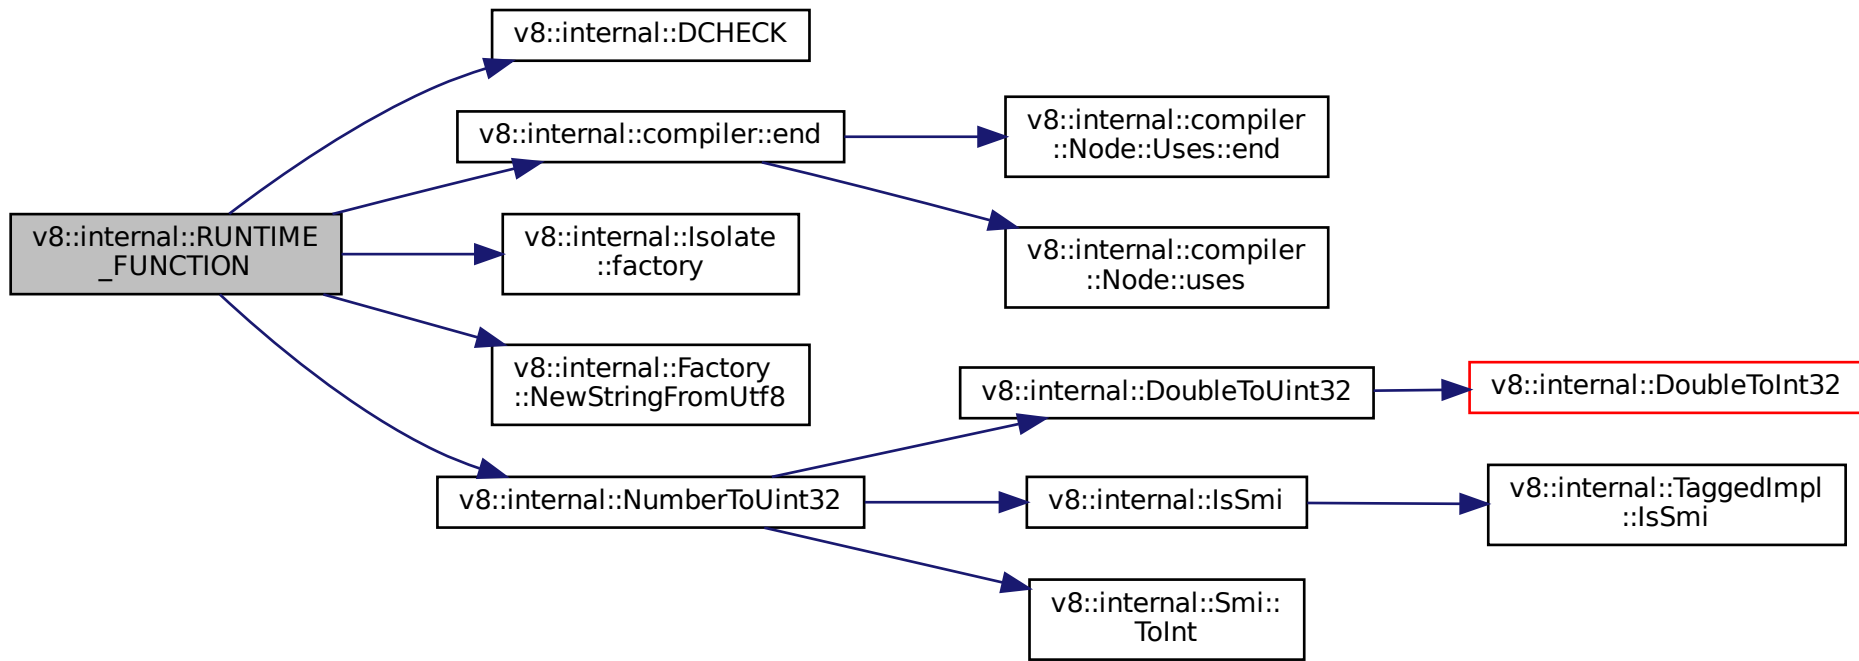 v8::internal::RUNTIME
_FUNCTION
v8::internal::DCHECK
v8::internal::compiler::end
v8::internal::compiler
::Node::Uses::end
v8::internal::compiler
::Node::uses
v8::internal::Isolate
::factory
v8::internal::Factory
::NewStringFromUtf8
v8::internal::NumberToUint32
v8::internal::DoubleToUint32
v8::internal::DoubleToInt32
v8::internal::IsSmi
v8::internal::TaggedImpl
::IsSmi
v8::internal::Smi::
ToInt